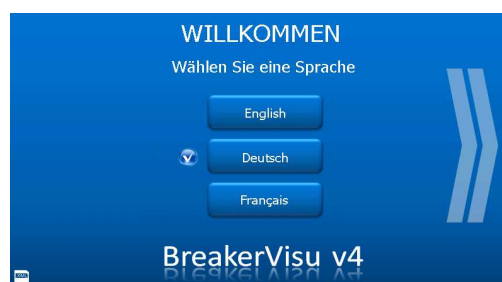 WILLKOMMEN
Wählen Sie eine Sprache
English
Deutsch
Français
BreakerVisu v4